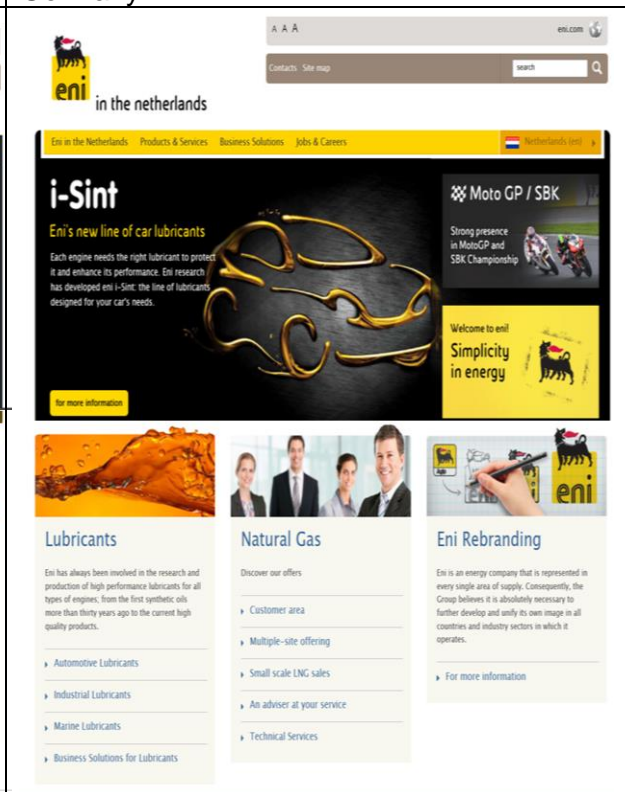 A A A
eni.com
eni
in the netherlands
Contacts Site map
search
Eni in the Netherlands Products & Services Business Solutions Jobs & Careers
Netherlands (en)
i-Sint
Eni's new line of car lubricants
Each engine needs the right lubricant to protect
it and enhance its performance. Eni research
has developed eni i-Sint: the line of lubricants
designed for your car's needs.
for more information
Moto GP / SBK
Strong presence
in MotoGP and
SBK Championship
Welcome to eni!
Simplicity
in energy
eni
Lubricants
Eni has always been involved in the research and
production of high performance lubricants for all
types of engines; from the first synthetic oils
more than thirty years ago to the current high
quality products.
Automotive Lubricants
Industrial Lubricants
Marine Lubricants
Business Solutions for Lubricants
Natural Gas
Discover our offers
Customer area
Multiple-site offering
Small scale LNG sales
An adviser at your service
Technical Services
Eni Rebranding
Eni is an energy company that is represented in
every single area of supply. Consequently, the
Group believes it is absolutely necessary to
further develop and unify its own image in all
countries and industry sectors in which it
operates.
For more information